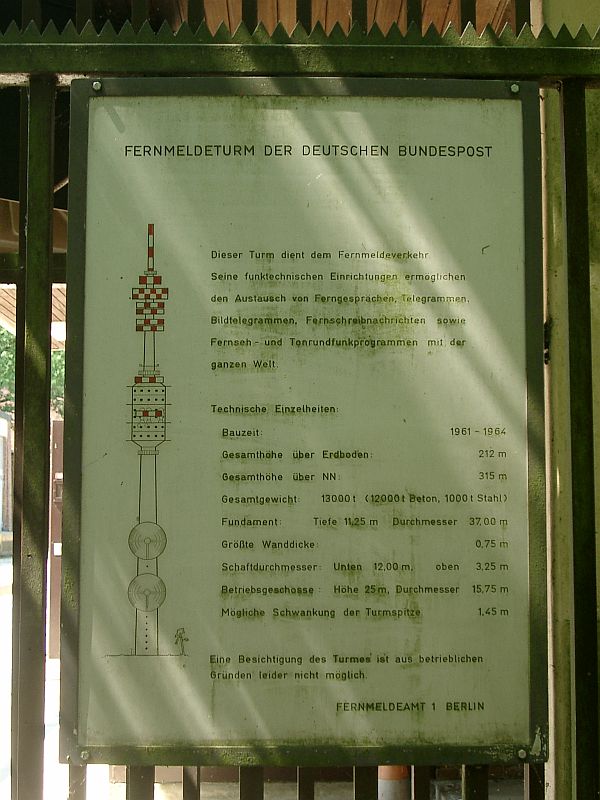 FERNMELDETURM DER DEUTSCHEN BUNDESPOST
Dieser Turm dient dem Fernmeldeverkehr.
Seine funktechnischen Einrichtungen ermöglichen
den Austausch von Ferngesprächen, Telegrammen,
Bildtelegrammen, Fernschreibnachrichten sowie
Fernseh- und Tonrundfunkprogrammen mit der
ganzen Welt.
Technische Einzelheiten:
Bauzeit: 1961 - 1964
Gesamthöhe über Erdboden: 212 m
Gesamthöhe über NN: 315 m
Gesamtgewicht: 13000 t (12000 t Beton, 1000 t Stahl)
Fundament: Tiefe 11,25 m Durchmesser 37,00 m
Größte Wanddicke: 0,75 m
Schaftdurchmesser: Unten 12,00 m, oben 3,25 m
Betriebsgeschosse: Höhe 25 m, Durchmesser 15,75 m
Mögliche Schwankung der Turmspitze 1,45 m
Eine Besichtigung des Turmes ist aus betrieblichen
Gründen leider nicht möglich.
FERNMELDEAMT 1 BERLIN